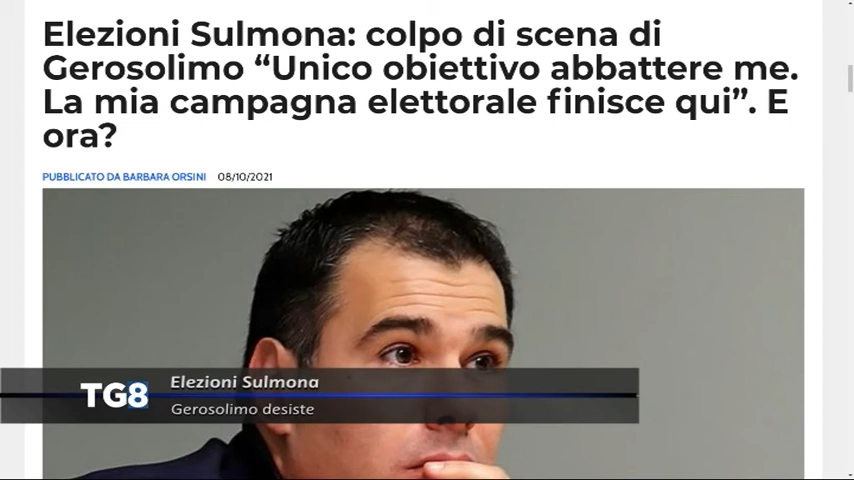 Elezioni Sulmona: colpo di scena di
Gerosolimo “Unico obiettivo abbattere me.
La mia campagna elettorale finisce qui”. E
ora?
PUBBLICATO DA BARBARA ORSINI 08/10/2021
TG8
Elezioni Sulmona
Gerosolimo desiste